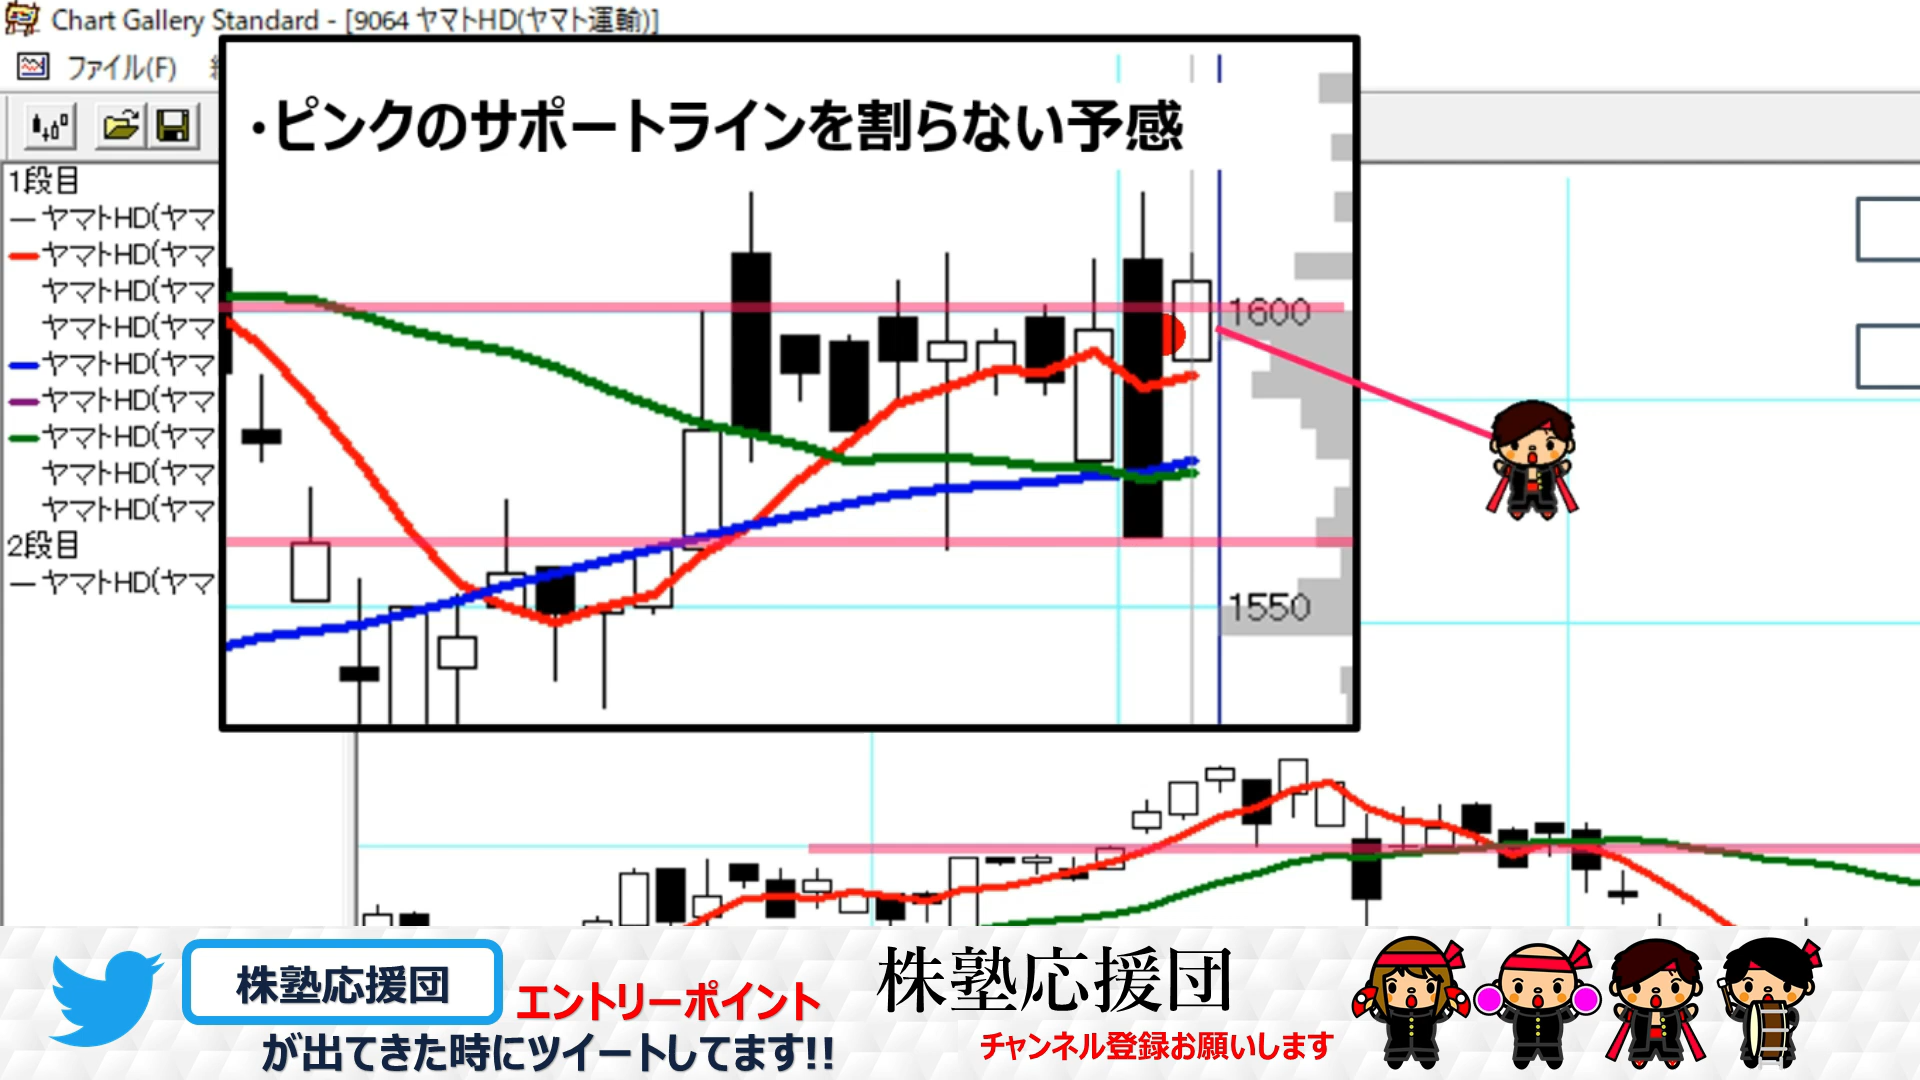 Chart Gallery Standard - [9064 ヤマトHD(ヤマト運輸)]
ファイル(F)
・ピンクのサポートラインを割らない予感
1段目
ヤマトHD(ヤマ
ヤマトHD(ヤマ
ヤマトHD(ヤマ
ヤマトHD(ヤマ
ヤマトHD(ヤマ
ヤマトHD(ヤマ
ヤマトHD(ヤマ
ヤマトHD(ヤマ
ヤマトHD(ヤマ
2段目
ヤマトHD(ヤマ
1600
1550
株塾応援団
エントリーポイント
が出てきた時にツイートしてます!!
株塾応援団
チャンネル登録お願いします